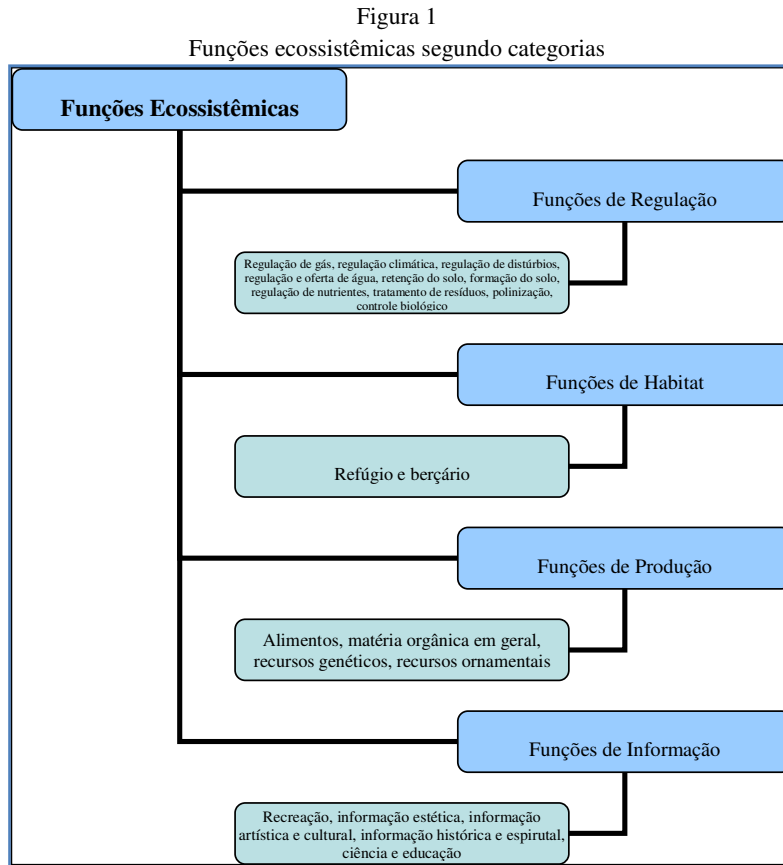 Figura 1
Funções ecossistêmicas segundo categorias
Funções Ecossistêmicas
Funções de Regulação
Regulação de gás, regulação climática, regulação de distúrbios,
regulação e oferta de água, retenção do solo, formação do solo,
regulação de nutrientes, tratamento de resíduos, polinização,
controle biológico
Funções de Habitat
Refúgio e berçário
Funções de Produção
Alimentos, matéria orgânica em geral,
recursos genéticos, recursos ornamentais
Funções de Informação
Recreação, informação estética, informação
artística e cultural, informação histórica e espirutal,
ciência e educação